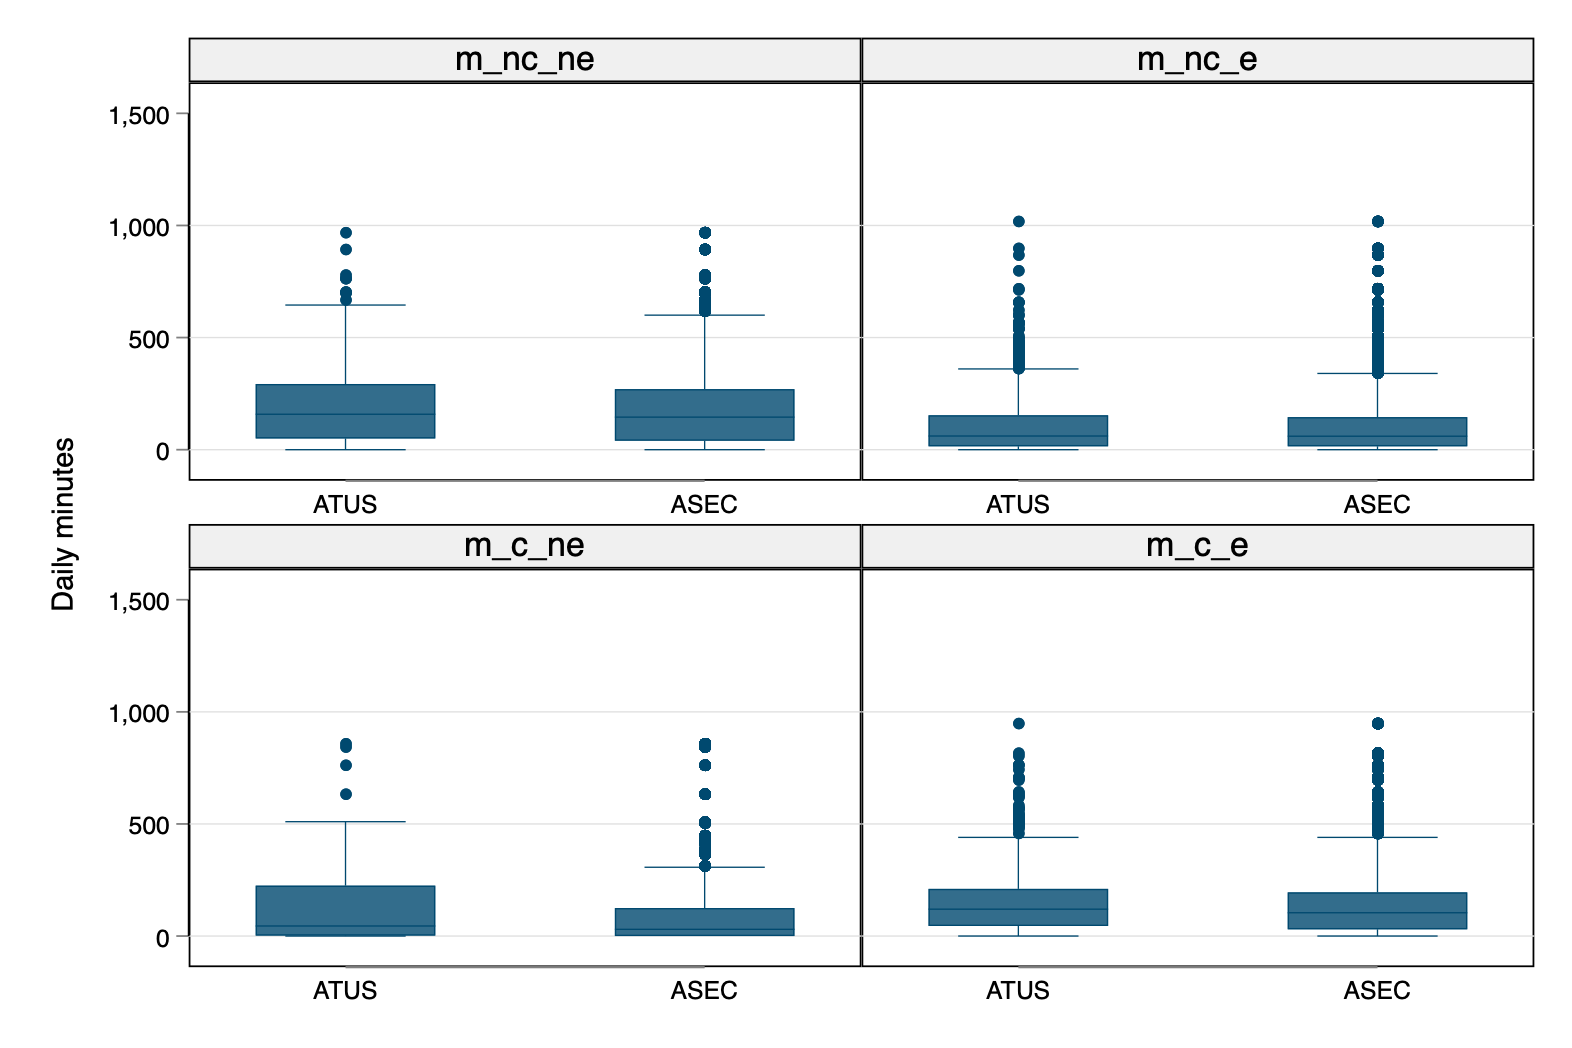 m_nc_ne
m_nc_e
1,500
1,000
500
0
ATUS
ASEC
ATUS
ASEC
Daily minutes
m_c_ne
m_c_e
1,500
1,000
500
0
ATUS
ASEC
ATUS
ASEC